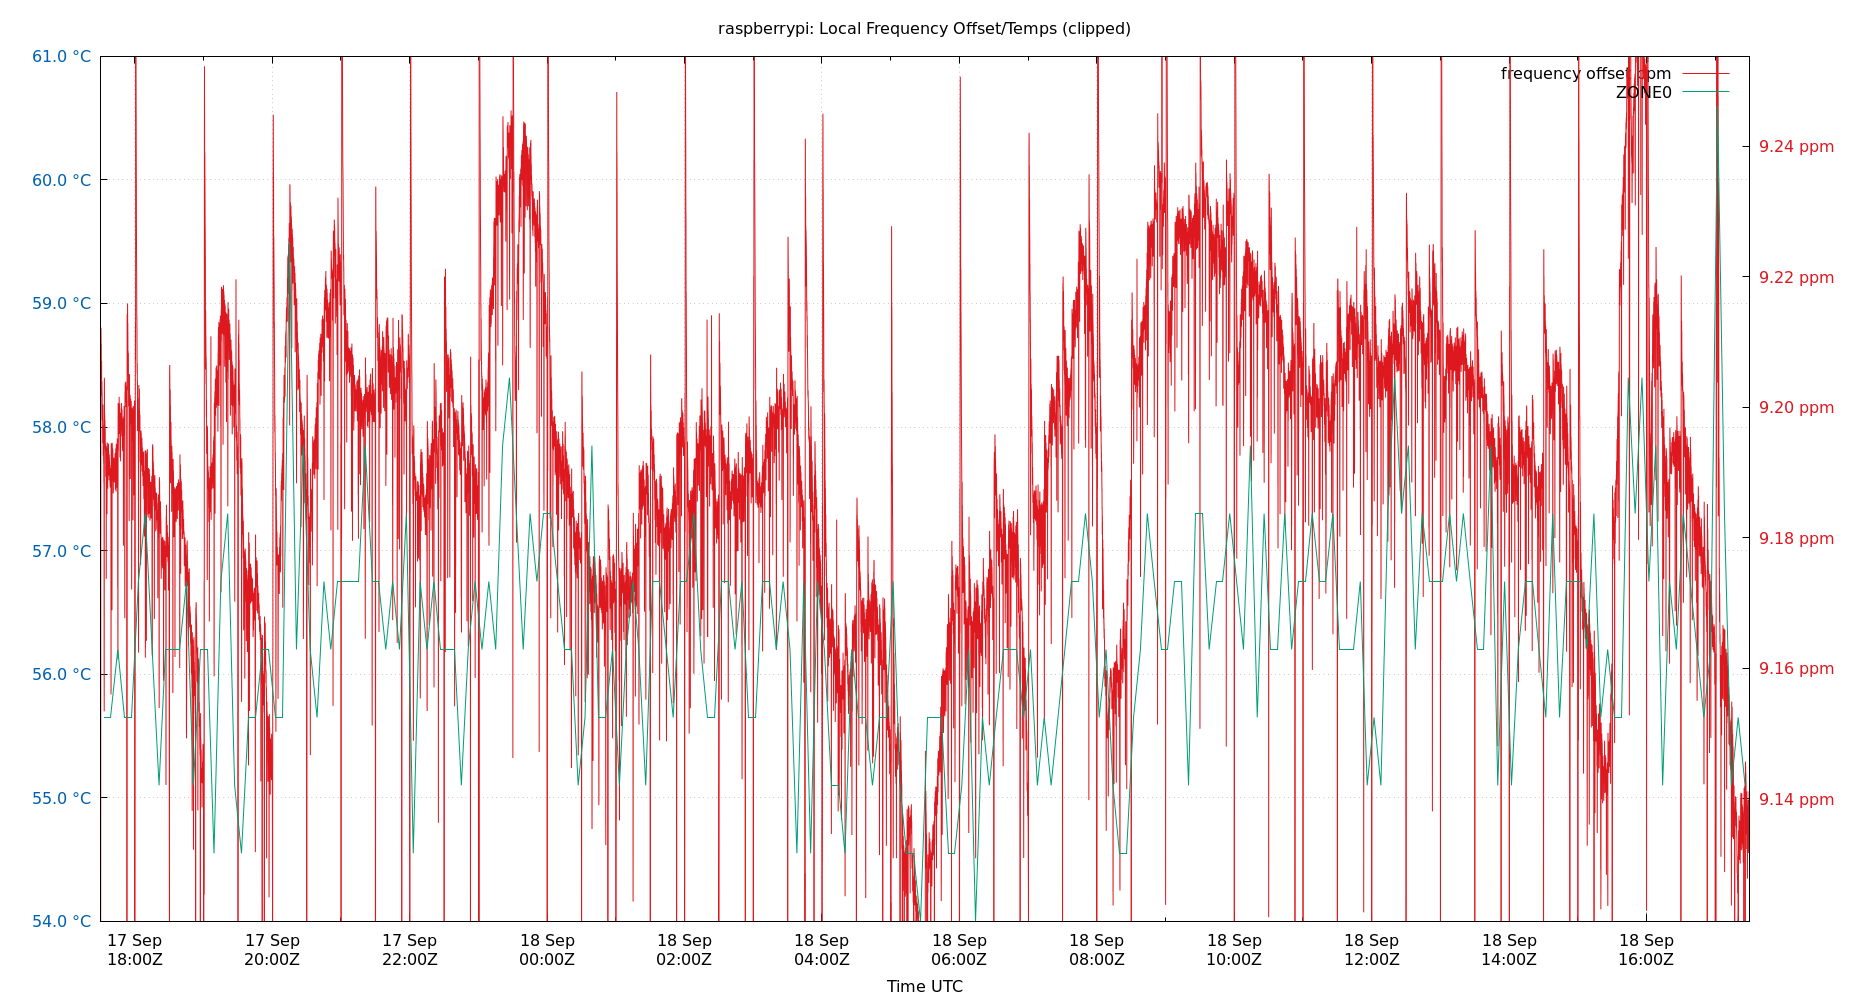 raspberrypi: Local Frequency Offset/Temps (clipped)
frequency offset ppm
ZONE0
61.0 °C
60.0 °C
59.0 °C
58.0 °C
57.0 °C
56.0 °C
55.0 °C
54.0 °C
9.24 ppm
9.22 ppm
9.20 ppm
9.18 ppm
9.16 ppm
9.14 ppm
17 Sep 17 Sep 17 Sep 18 Sep 18 Sep 18 Sep 18 Sep 18 Sep 18 Sep 18 Sep 18 Sep 18 Sep
18:00Z 20:00Z 22:00Z 00:00Z 02:00Z 04:00Z 06:00Z 08:00Z 10:00Z 12:00Z 14:00Z 16:00Z
Time UTC